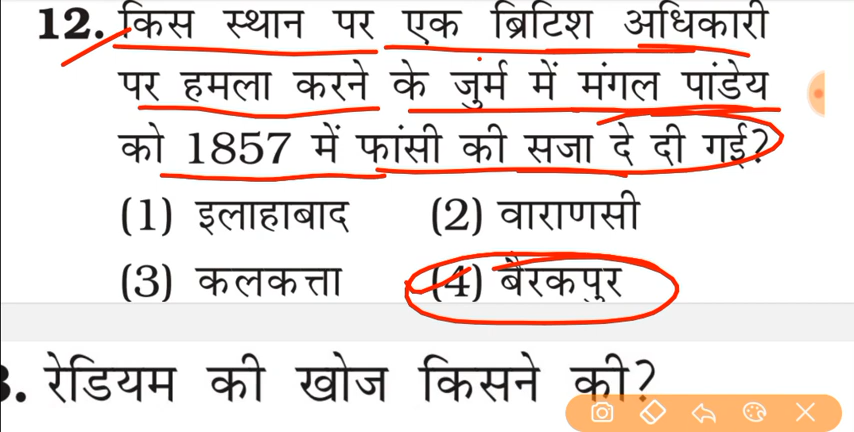 12. किस स्थान पर एक ब्रिटिश अधिकारी
पर हमला करने के जुर्म में मंगल पांडेय
को 1857 में फांसी की सजा दे दी गई?
(1) इलाहाबाद (2) वाराणसी
(3) कलकत्ता (4) बैरकपुर
3. रेडियम की खोज किसने की?